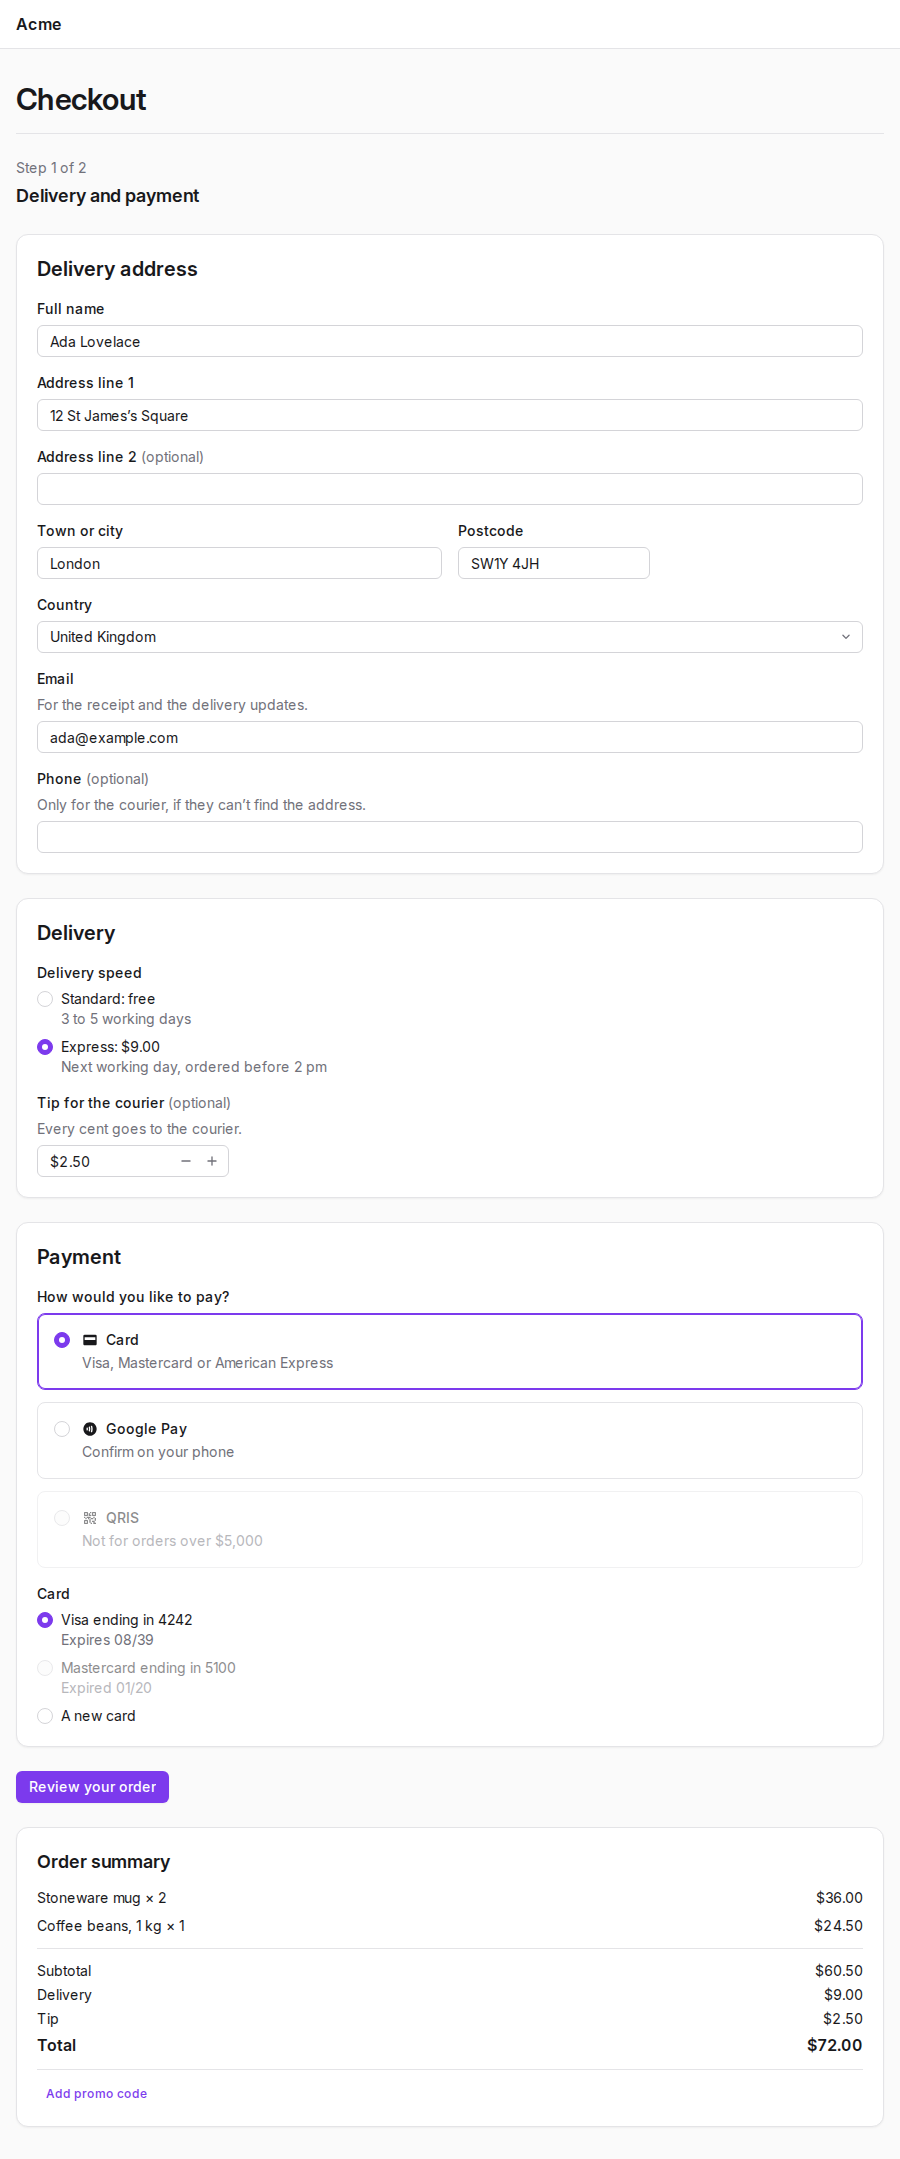 Acme
Checkout
Step 1 of 2
Delivery and payment
Delivery address
Full name
Ada Lovelace
Address line 1
12 St James’s Square
Address line 2 (optional)
Town or city
Postcode
London
SW1Y 4JH
Country
United Kingdom
Email
For the receipt and the delivery updates.
ada@example.com
Phone (optional)
Only for the courier, if they can’t find the address.
Delivery
Delivery speed
Standard: free
3 to 5 working days
Express: $9.00
Next working day, ordered before 2 pm
Tip for the courier (optional)
Every cent goes to the courier.
$2.50
Payment
How would you like to pay?
Card
Visa, Mastercard or American Express
Google Pay
Confirm on your phone
QRIS
Not for orders over $5,000
Card
Visa ending in 4242
Expires 08/39
Mastercard ending in 5100
Expired 01/20
A new card
Review your order
Order summary
Stoneware mug × 2 $36.00
Coffee beans, 1 kg × 1 $24.50
Subtotal $60.50
Delivery $9.00
Tip $2.50
Total $72.00
Add promo code